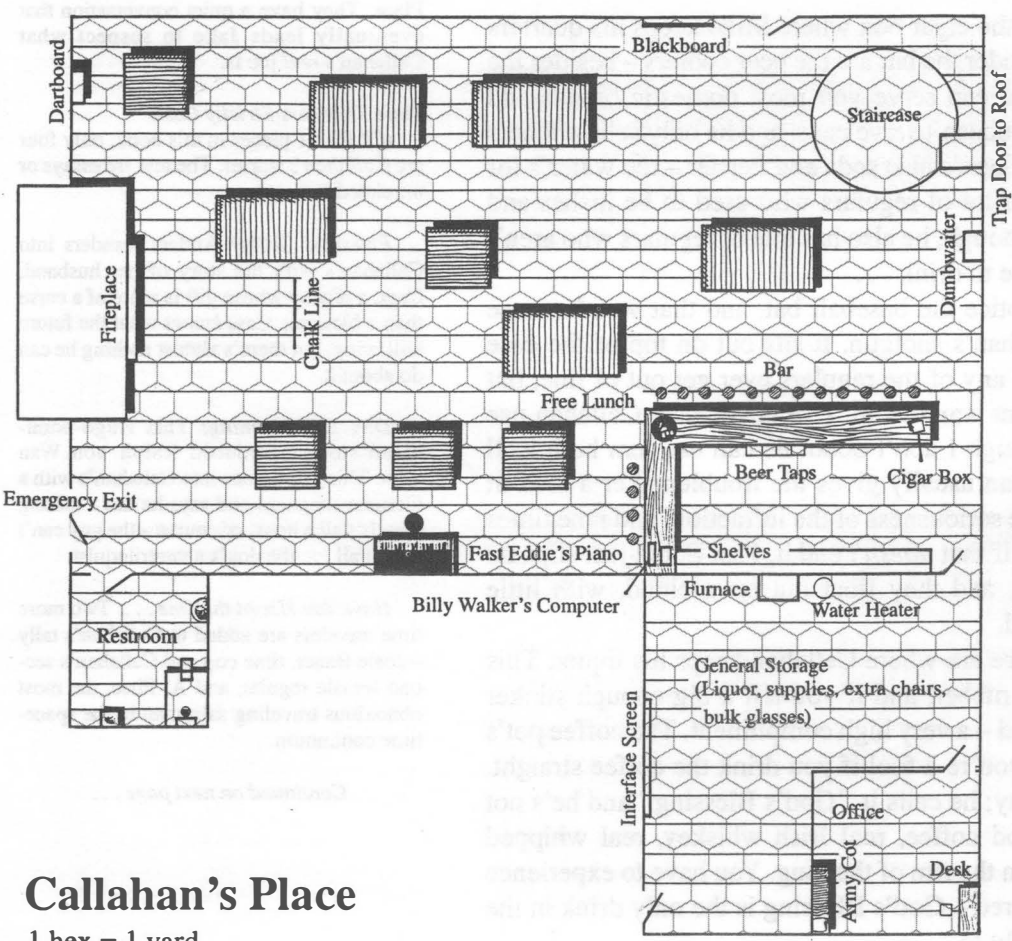 Blackboard
Dartboard
Staircase
Trap Door to Roof
Fireplace
Chalk Line
Dumbwaiter
Bar
Free Lunch
Beer Taps
Cigar Box
Emergency Exit
Fast Eddie's Piano
Shelves
Furnace
Billy Walker's Computer
Water Heater
Restroom
General Storage
(Liquor, supplies, extra chairs,
bulk glasses)
Interface Screen
Office
Army Cot
Desk
Callahan's Place
1 hex = 1 yard